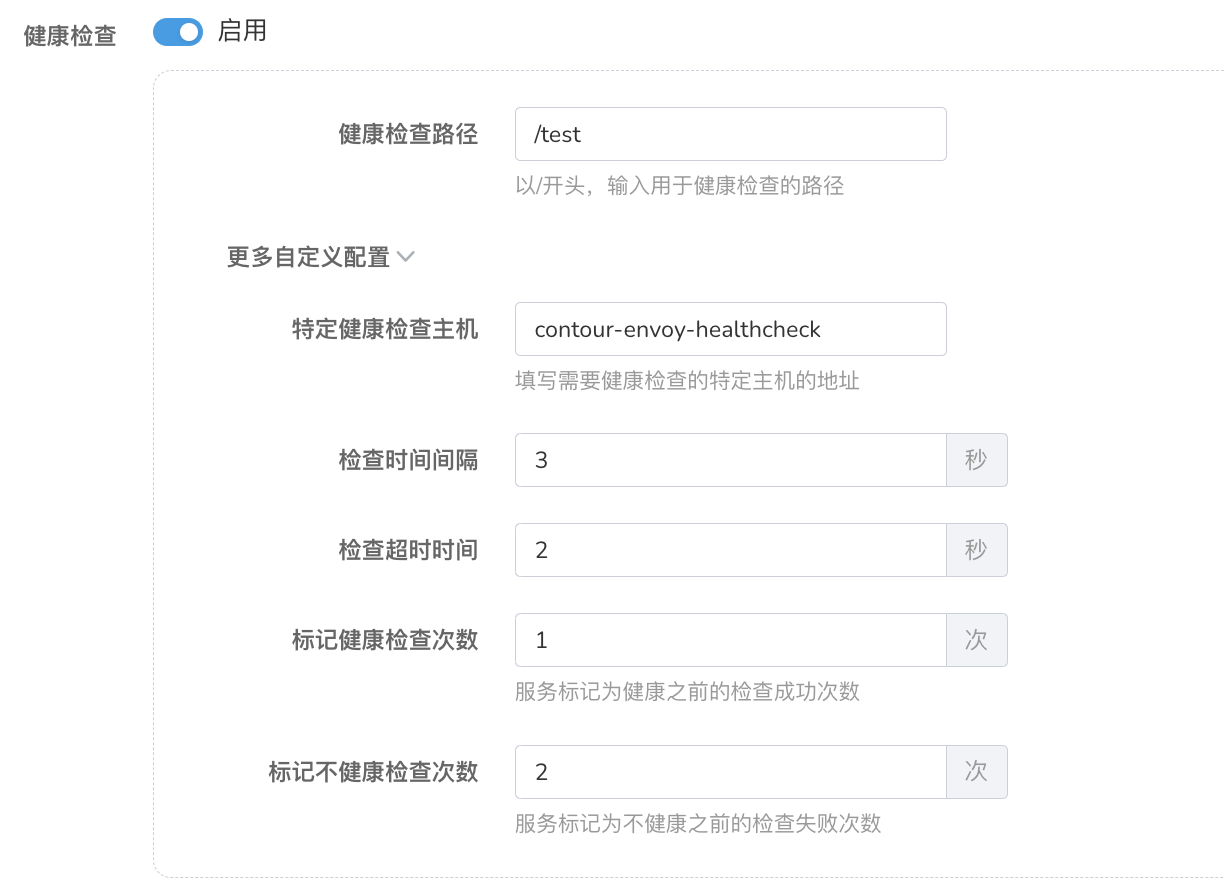 健康检查 启用
健康检查路径 /test
以/开头，输入用于健康检查的路径
更多自定义配置
特定健康检查主机 contour-envoy-healthcheck
填写需要健康检查的特定主机的地址
检查时间间隔 3 秒
检查超时时间 2 秒
标记健康检查次数 1 次
服务标记为健康之前的检查成功次数
标记不健康检查次数 2 次
服务标记为不健康之前的检查失败次数